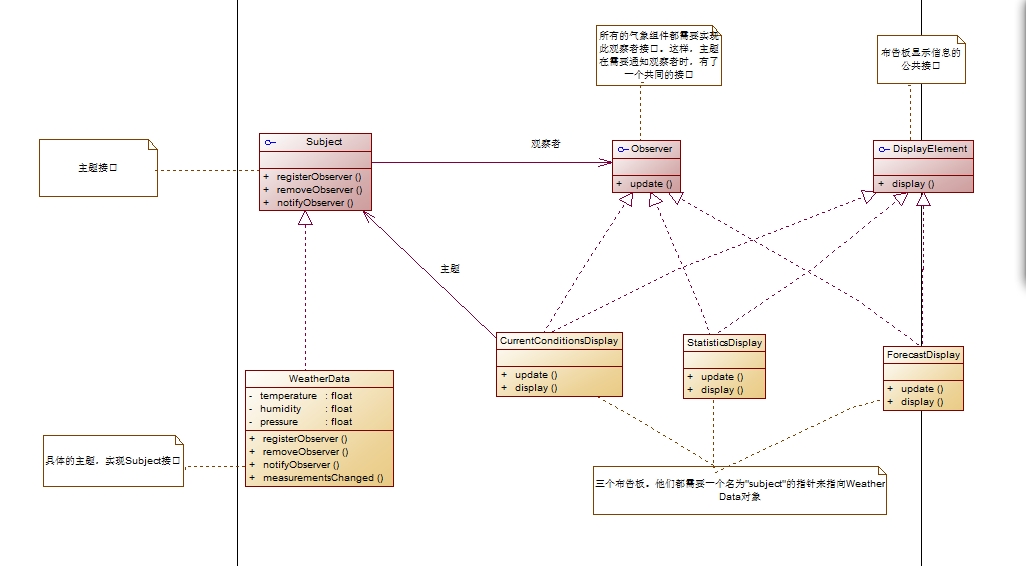 所有的气象组件都需要实现
此观察者接口。这样，主题
在需要通知观察者时，有了
一个共同的接口
布告板显示信息的
公共接口
主题接口
Subject
+ registerObserver ()
+ removeObserver ()
+ notifyObserver ()
观察者
Observer
+ update ()
DisplayElement
+ display ()
主题
CurrentConditionsDisplay
+ update ()
+ display ()
StatisticsDisplay
+ update ()
+ display ()
ForecastDisplay
+ update ()
+ display ()
WeatherData
- temperature : float
- humidity : float
- pressure : float
+ registerObserver ()
+ removeObserver ()
+ notifyObserver ()
+ measurementsChanged ()
具体的主题，实现Subject接口
三个布告板。他们都需要一个名为"subject"的指针来指向Weather
Data对象